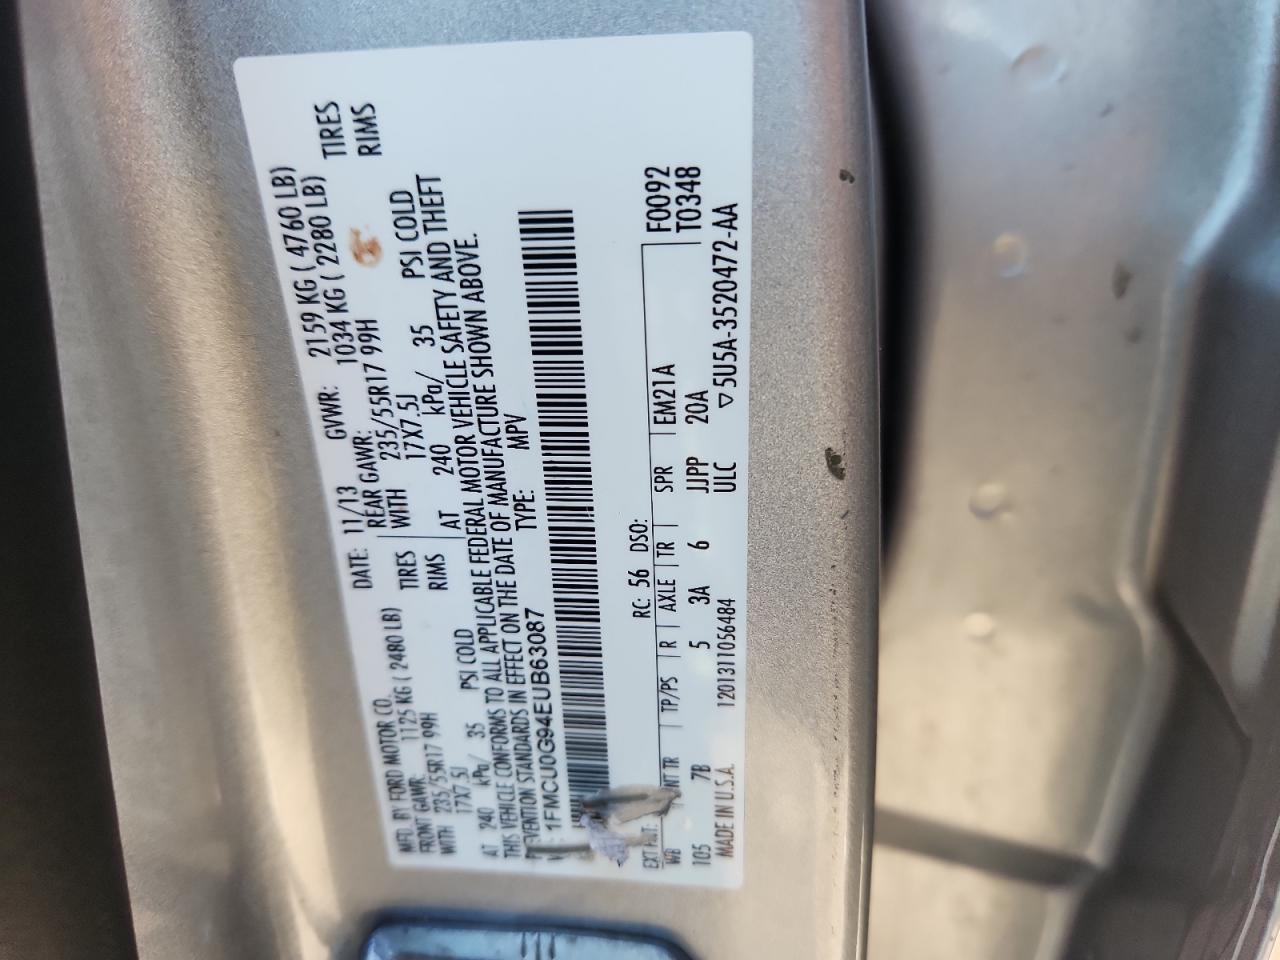 MFD. BY FORD MOTOR CO.
DATE: 11/13 GVWR: 2159 KG ( 4760 LB)
FRONT GAWR: 1125 KG ( 2480 LB) REAR GAWR: 1034 KG ( 2280 LB)
WITH 235/55R17 99H TIRES WITH 235/55R17 99H TIRES
17X7.5J RIMS 17X7.5J RIMS
AT 240 kPa/ 35 PSI COLD AT 240 kPa/ 35 PSI COLD
THIS VEHICLE CONFORMS TO ALL APPLICABLE FEDERAL MOTOR VEHICLE SAFETY AND THEFT
PREVENTION STANDARDS IN EFFECT ON THE DATE OF MANUFACTURE SHOWN ABOVE.
1FMCU0G94EUB63087 TYPE: MPV
EXT RC: 56 DSO: F0092
WB TP/PS R AXLE TR SPR EM21A T0348
105 7B 5 3A 6 JJPP 20A
MADE IN U.S.A. 120131 1056484 ULC ▽5U5A-3520472-AA